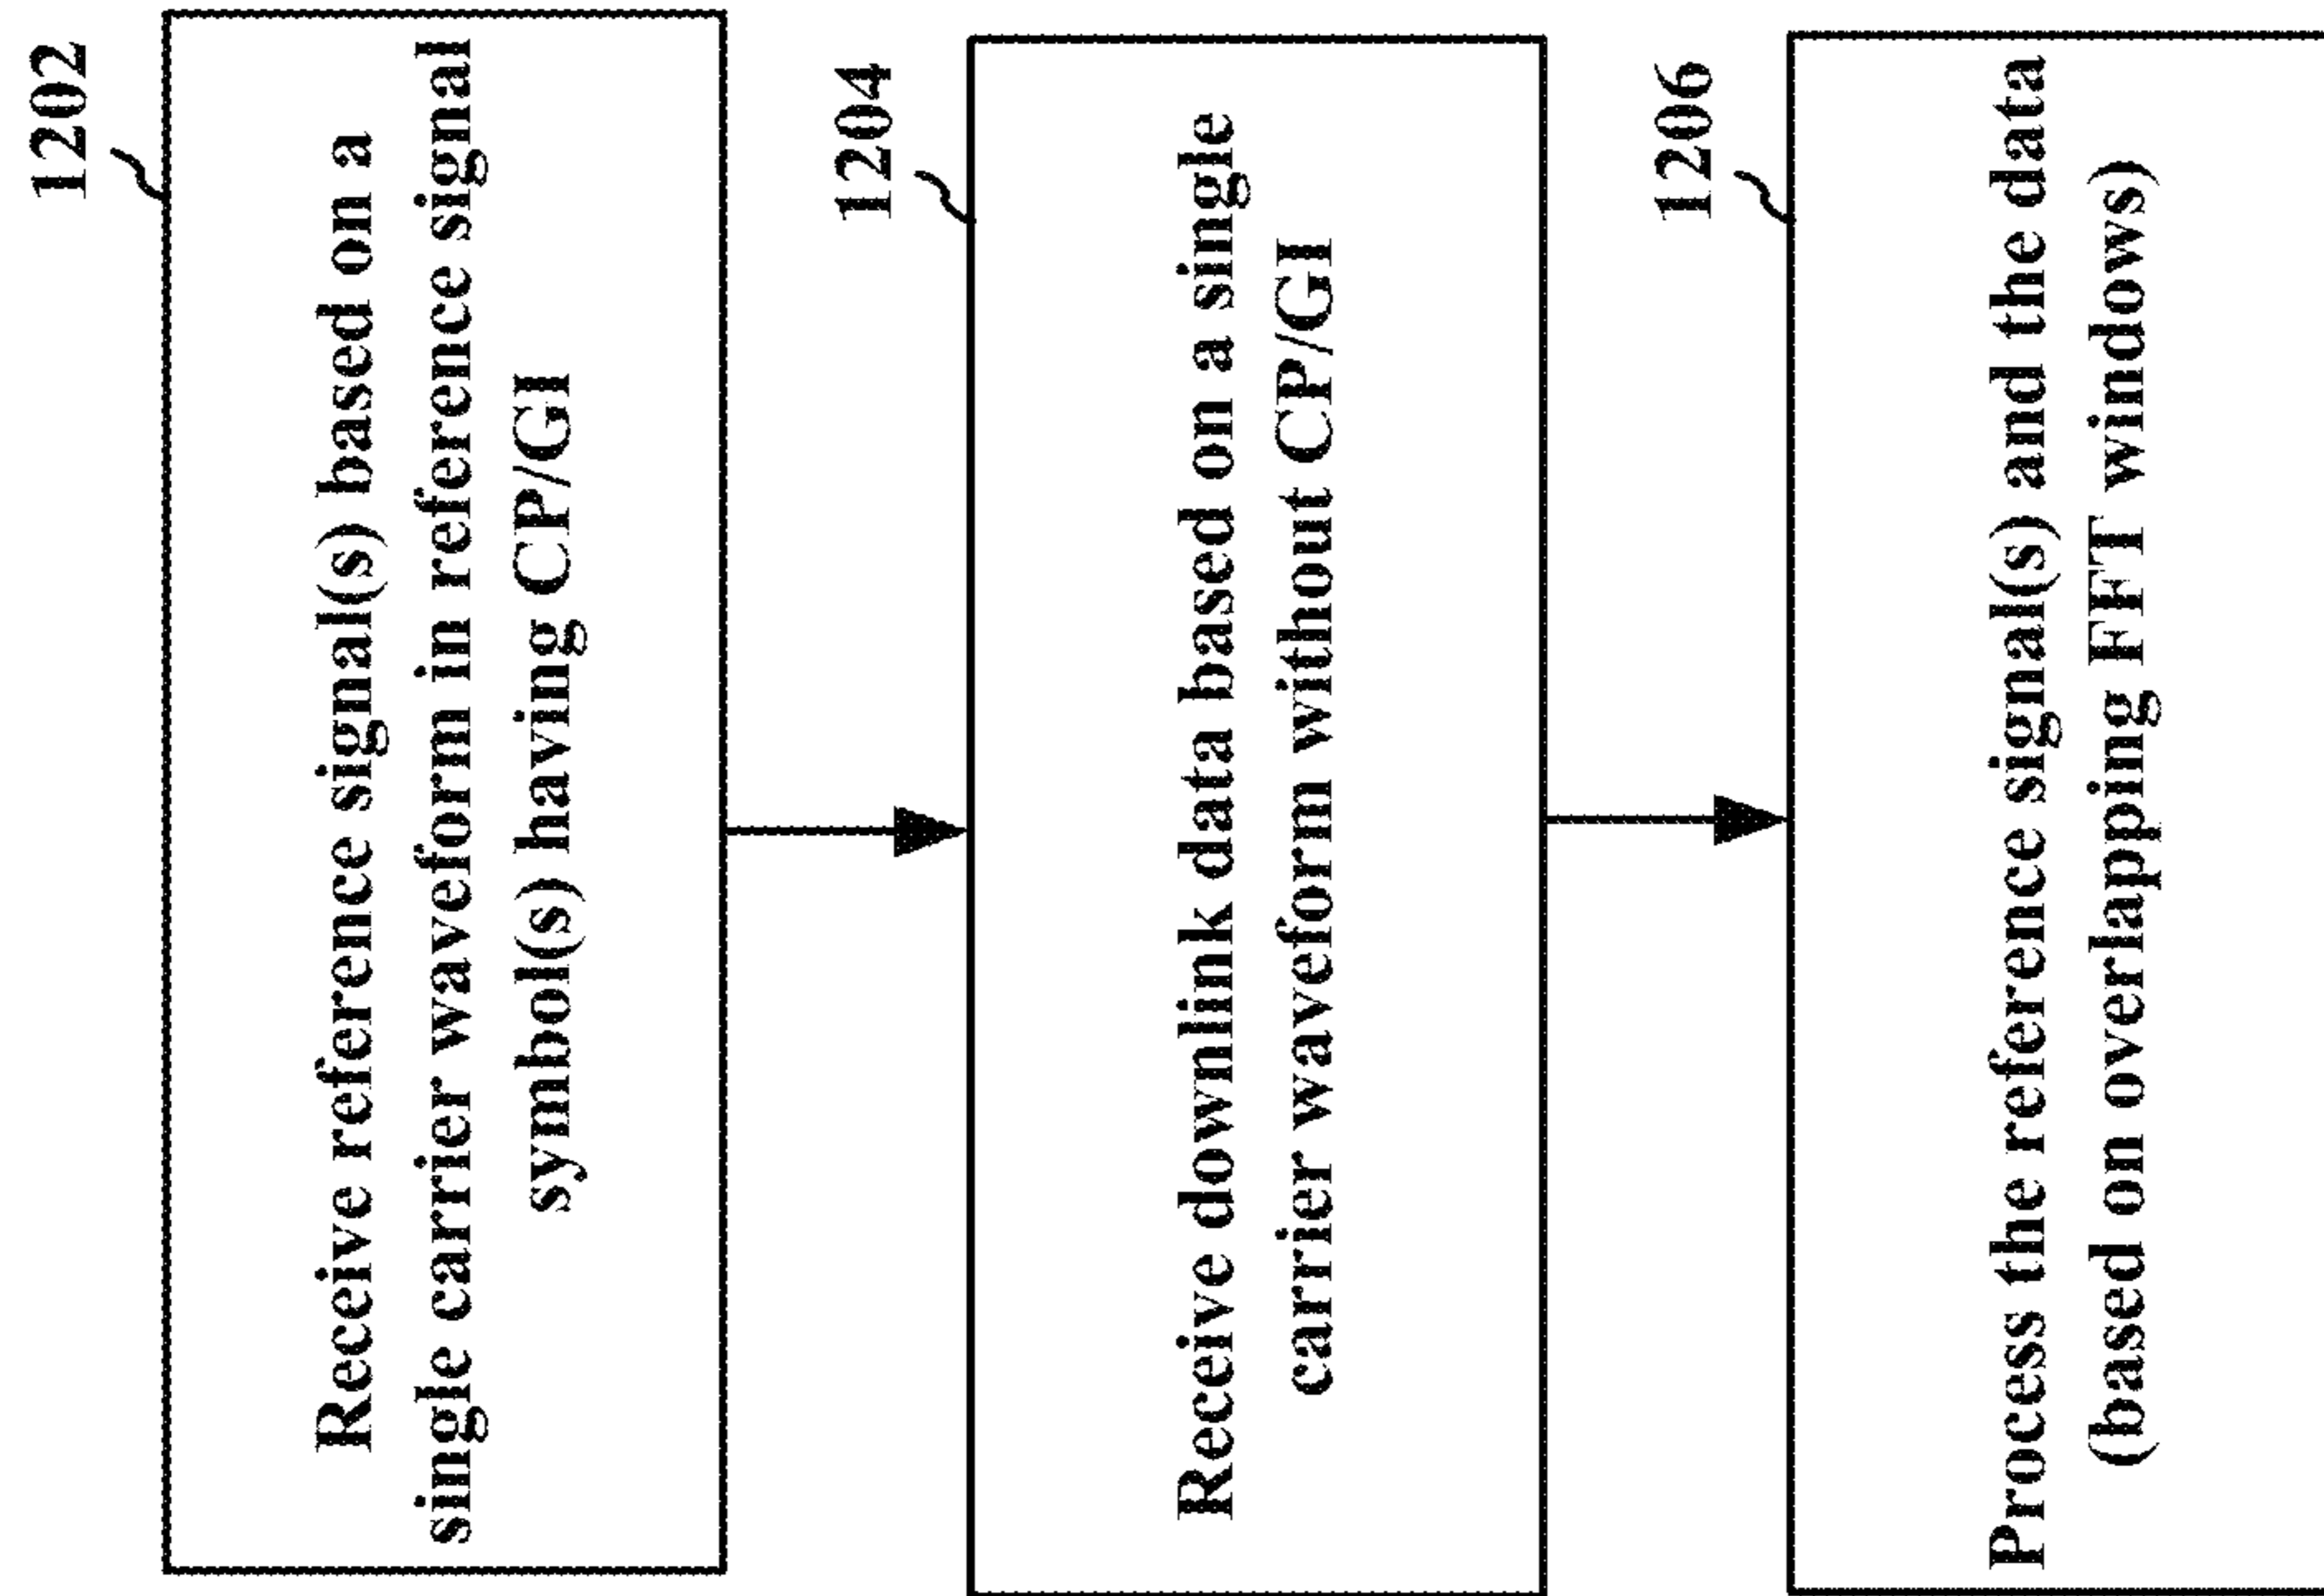 1202
Receive reference signal(s) based on a
single carrier waveform in reference signal
symbol(s) having CP/GI
1204
Receive downlink data based on a single
carrier waveform without CP/GI
1206
Process the reference signal(s) and the data
(based on overlapping FFT windows)